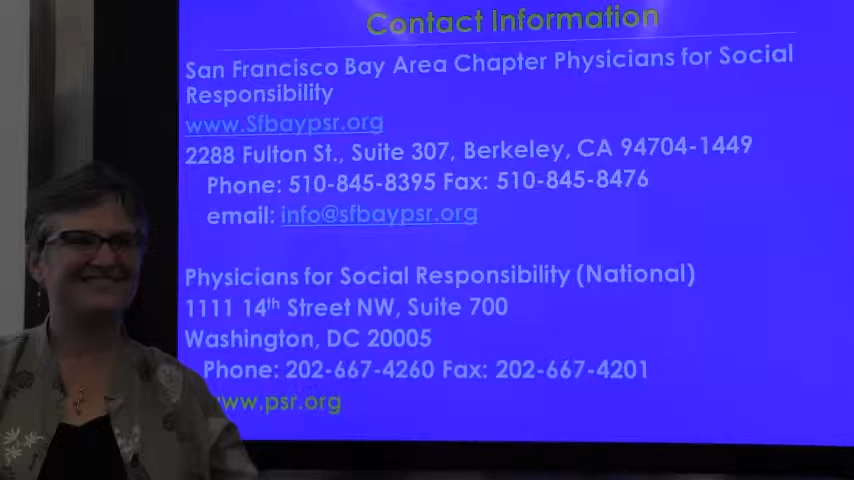 Contact Information
San Francisco Bay Area Chapter Physicians for Social
Responsibility
www.Sfbaypsr.org
2288 Fulton St., Suite 307, Berkeley, CA 94704-1449
Phone: 510-845-8395 Fax: 510-845-8476
email: info@sfbaypsr.org
Physicians for Social Responsibility (National)
1111 14th Street NW, Suite 700
Washington, DC 20005
Phone: 202-667-4260 Fax: 202-667-4201
www.psr.org